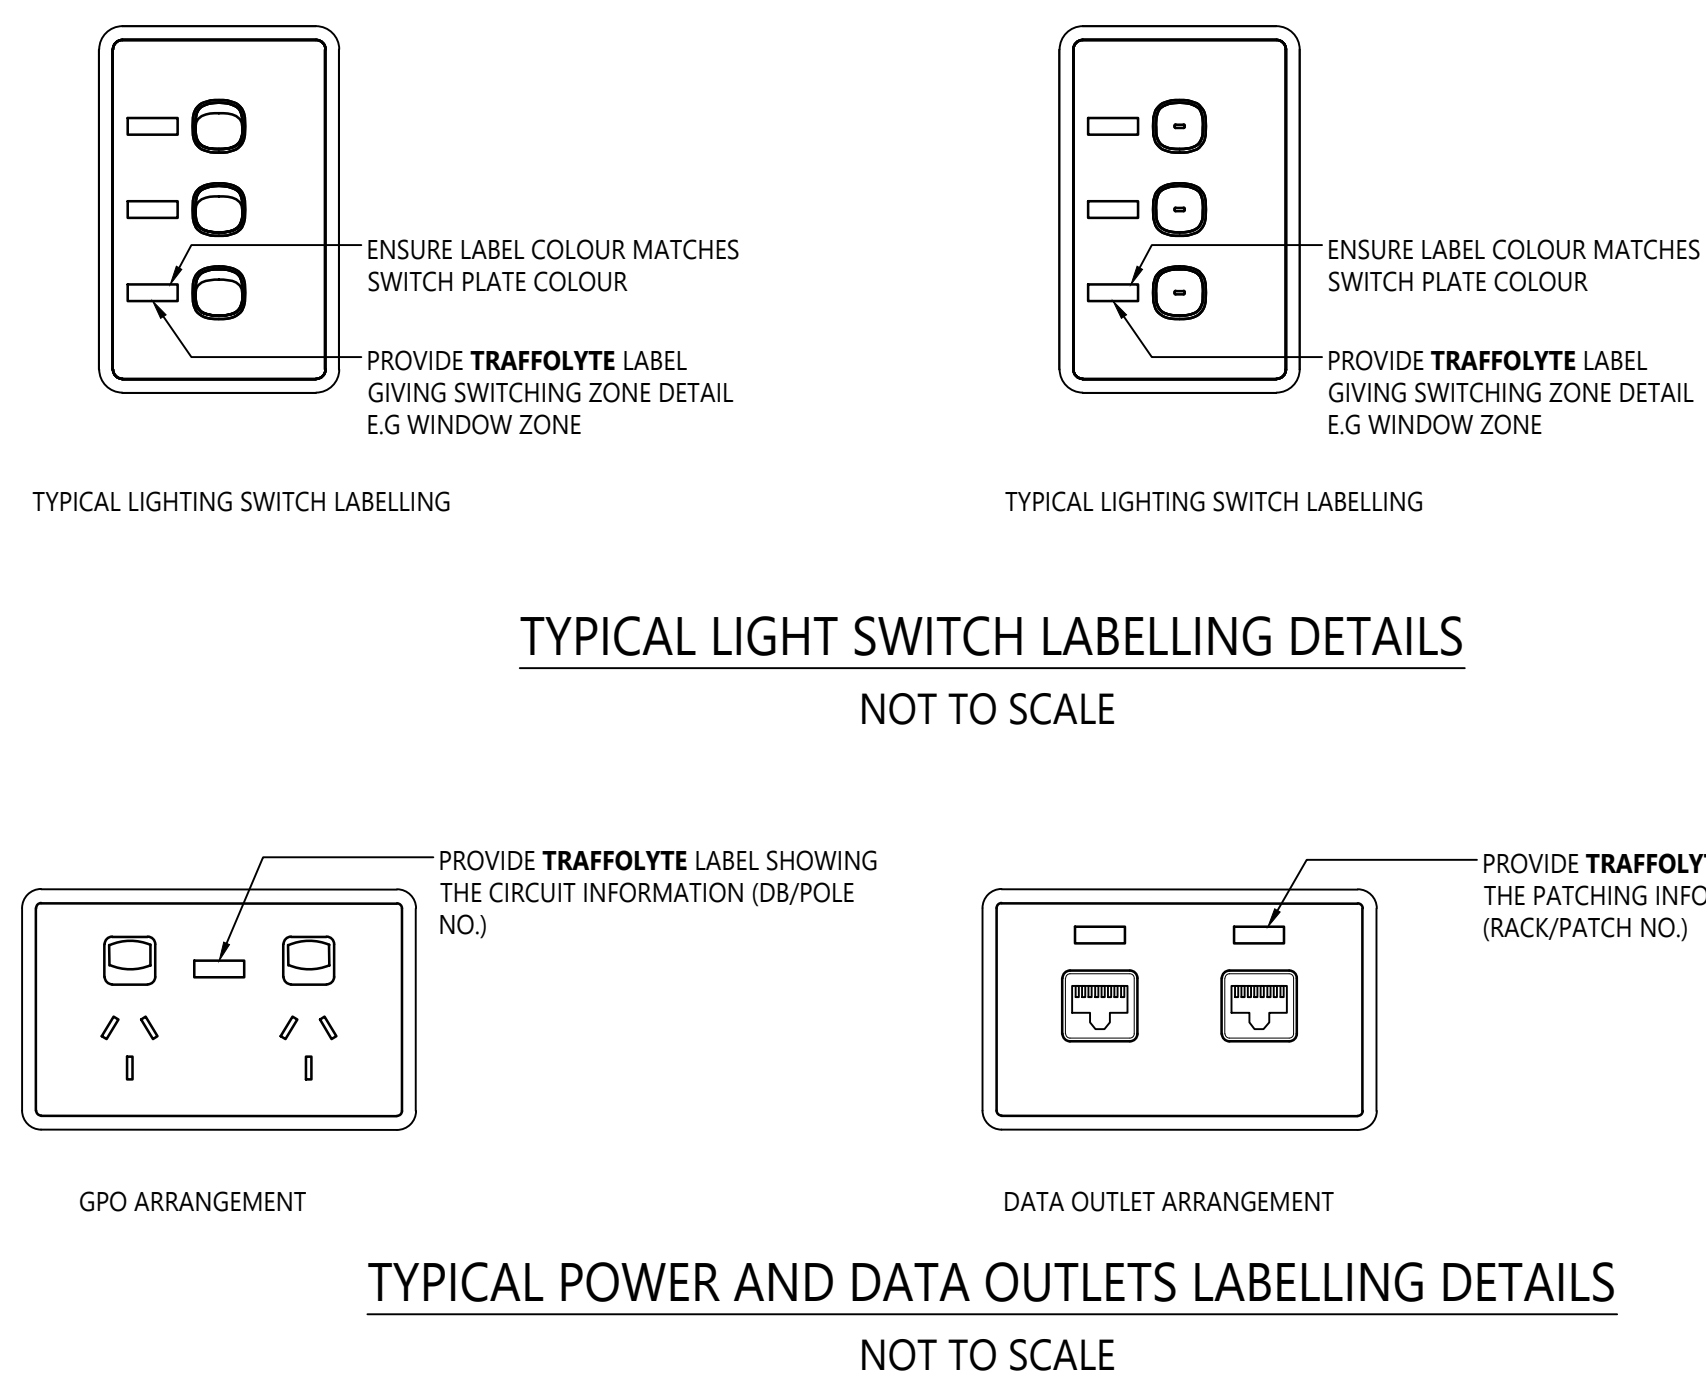 ENSURE LABEL COLOUR MATCHES
SWITCH PLATE COLOUR
PROVIDE TRAFFOLYTE LABEL
GIVING SWITCHING ZONE DETAIL
E.G WINDOW ZONE
TYPICAL LIGHTING SWITCH LABELLING
ENSURE LABEL COLOUR MATCHES
SWITCH PLATE COLOUR
PROVIDE TRAFFOLYTE LABEL
GIVING SWITCHING ZONE DETAIL
E.G WINDOW ZONE
TYPICAL LIGHTING SWITCH LABELLING
TYPICAL LIGHT SWITCH LABELLING DETAILS
NOT TO SCALE
PROVIDE TRAFFOLYTE LABEL SHOWING
THE CIRCUIT INFORMATION (DB/POLE
NO.)
GPO ARRANGEMENT
PROVIDE
THE PATCHING
(RACK/PATCH NO.)
DATA OUTLET ARRANGEMENT
TYPICAL POWER AND DATA OUTLETS LABELLING DETAILS
NOT TO SCALE